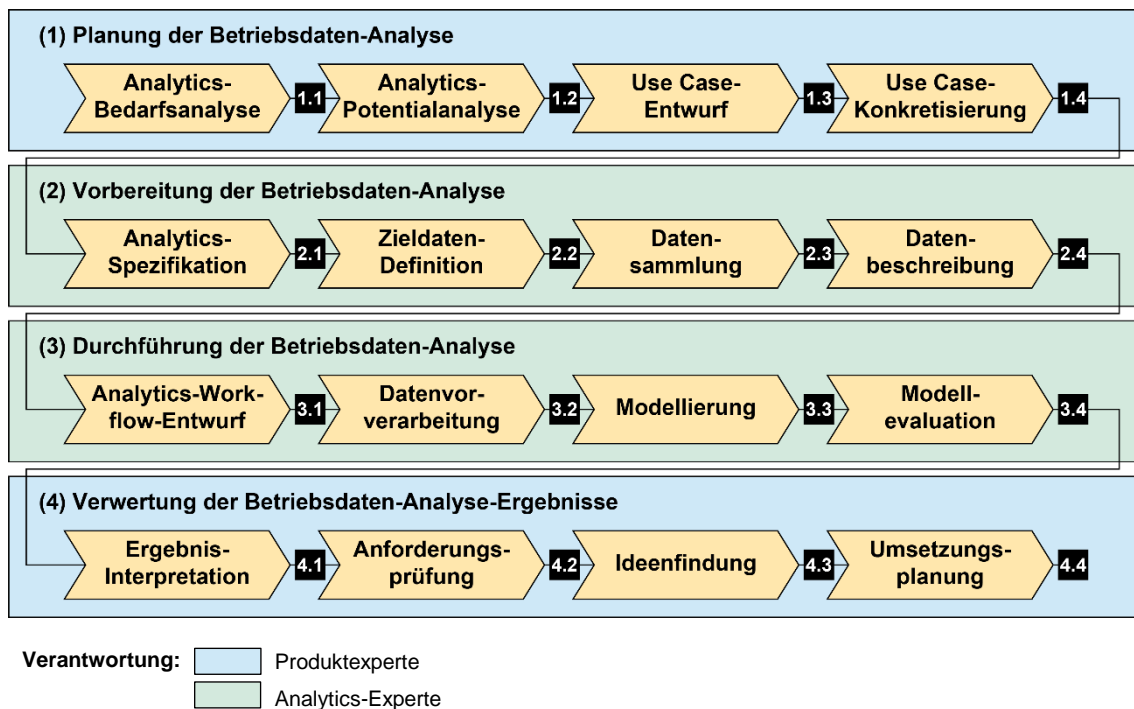 (1) Planung der Betriebsdaten-Analyse
Analytics-
Bedarfsanalyse
1.1
Analytics-
Potentialanalyse
1.2
Use Case-
Entwurf
1.3
Use Case-
Konkretisierung
1.4
(2) Vorbereitung der Betriebsdaten-Analyse
Analytics-
Spezifikation
2.1
Zieldaten-
Definition
2.2
Daten-
sammlung
2.3
Daten-
beschreibung
2.4
(3) Durchführung der Betriebsdaten-Analyse
Analytics-Work-
flow-Entwurf
3.1
Datenvor-
verarbeitung
3.2
Modellierung
3.3
Modell-
evaluation
3.4
(4) Verwertung der Betriebsdaten-Analyse-Ergebnisse
Ergebnis-
Interpretation
4.1
Anforderungs-
prüfung
4.2
Ideenfindung
4.3
Umsetzungs-
planung
4.4
Verantwortung:
Produktexperte
Analytics-Experte